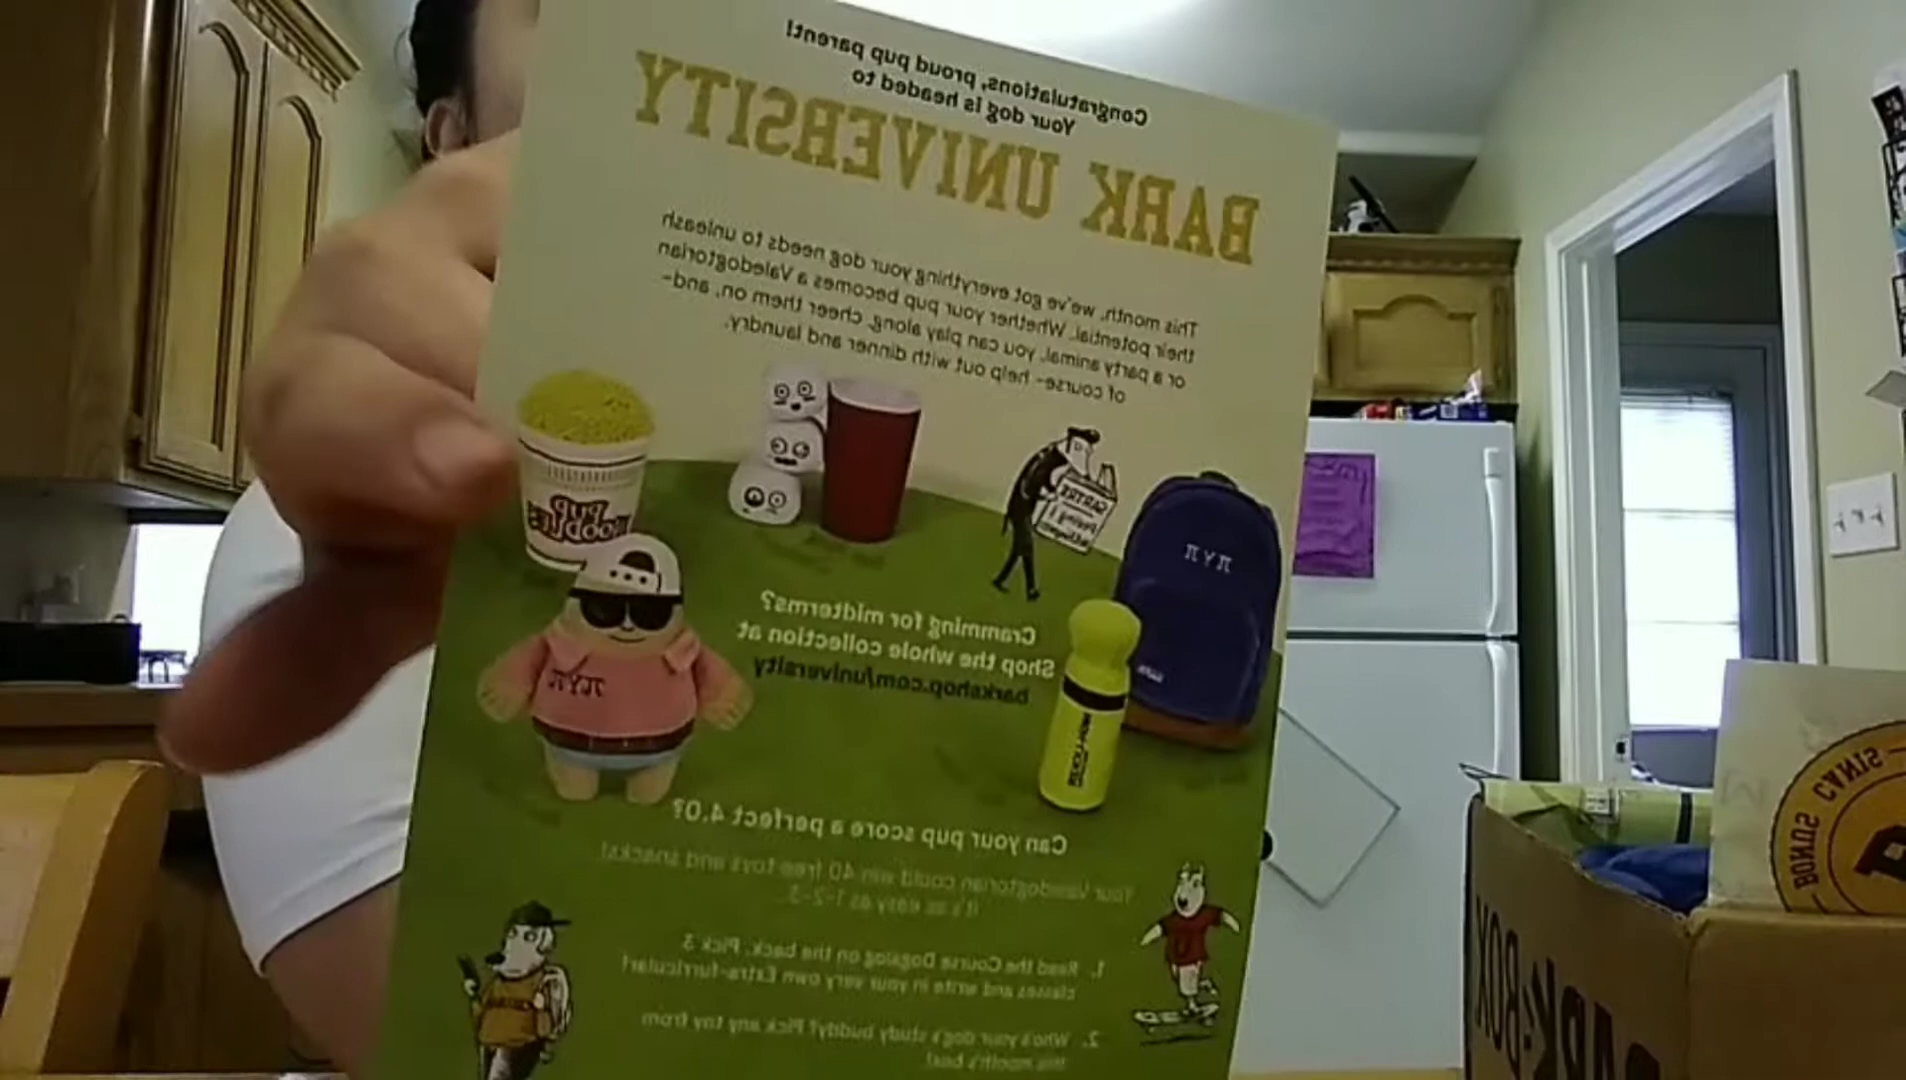 Congratulations, proud pup parent!
Your dog is headed to
BARK UNIVERSITY
This month, we've got everything your dog needs to unleash
their potential. Whether your pup becomes a Valedogtorian
or a party animal, you can play along, cheer them on, and–
of course– help out with dinner and laundry.
PUP
NOODLES
ΠΥΠ
ΠΥΠ
Cramming for midterms?
Shop the whole collection at
barkshop.com/university
Can your pup score a perfect 4.0?
Your Valedogtorian could win 40 free toys and snacks!
It's as easy as 1-2-3.
1. Read the Course Dogalog on the back. Pick 3
classes and write in your very own Extra-furricular!
2. Who's your dog's study buddy? Pick any toy from
this month's box!
BONUS CANIS
BARK BOX